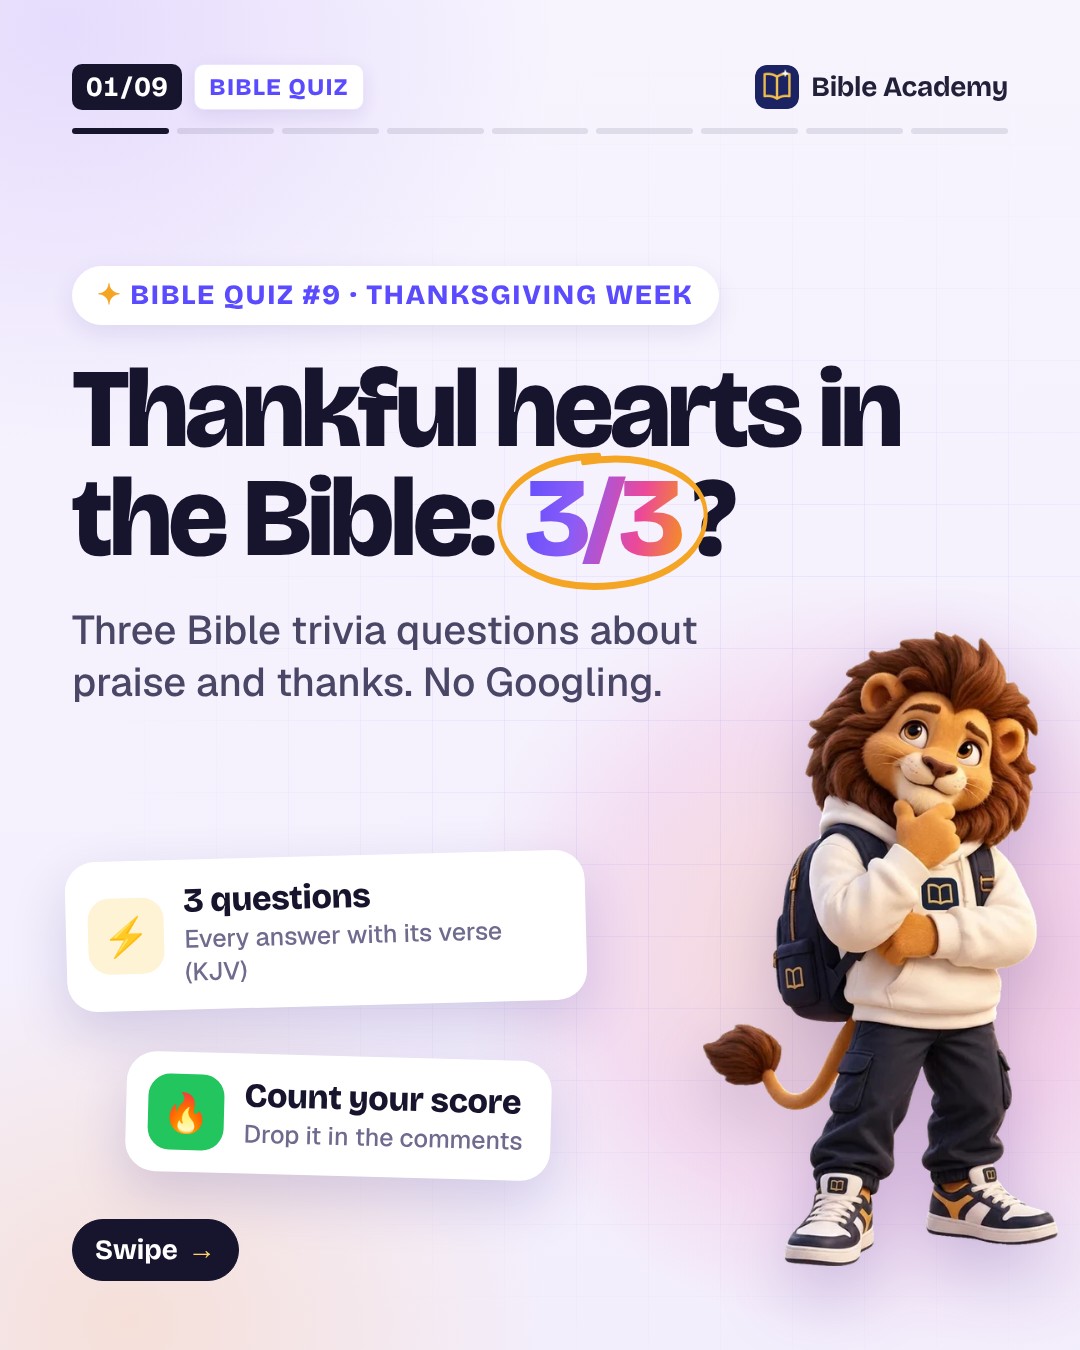 01/09
BIBLE QUIZ
Bible Academy
✦ BIBLE QUIZ #9 · THANKSGIVING WEEK
Thankful hearts in
the Bible: 3/3?
Three Bible trivia questions about
praise and thanks. No Googling.
3 questions
Every answer with its verse
(KJV)
Count your score
Drop it in the comments
Swipe →